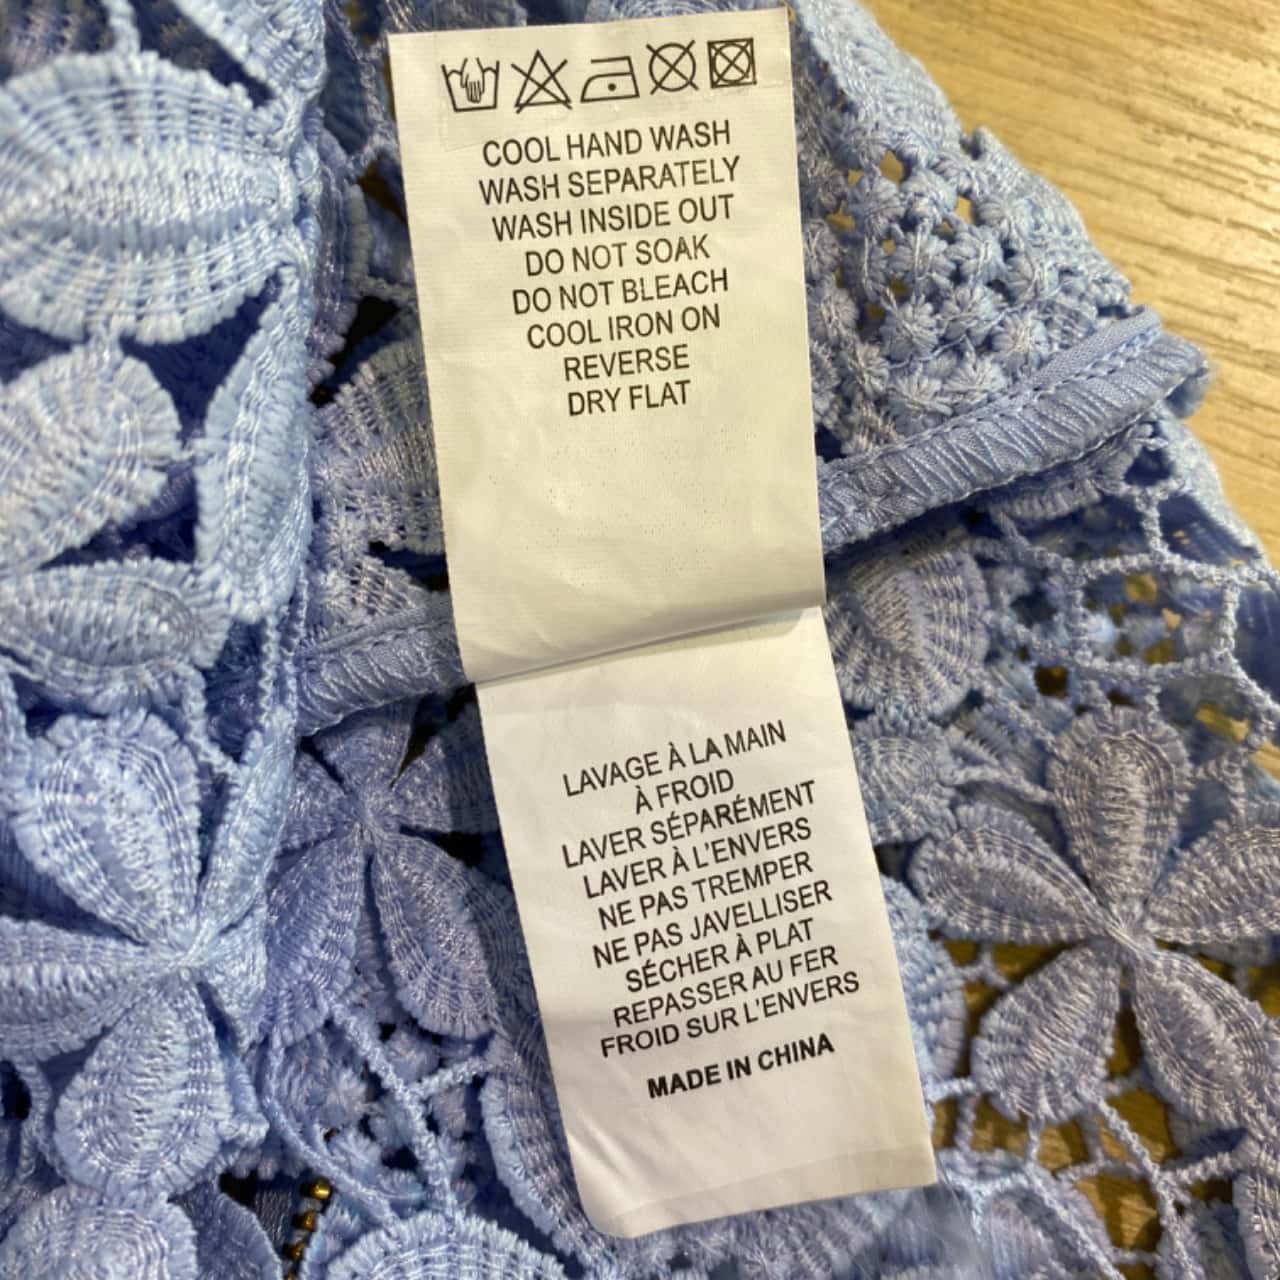 COOL HAND WASH
WASH SEPARATELY
WASH INSIDE OUT
DO NOT SOAK
DO NOT BLEACH
COOL IRON ON
REVERSE
DRY FLAT
LAVAGE À LA MAIN
À FROID
LAVER SÉPARÉMENT
LAVER À L'ENVERS
NE PAS TREMPER
NE PAS JAVELLISER
SÉCHER À PLAT
REPASSER AU FER
FROID SUR L'ENVERS
MADE IN CHINA